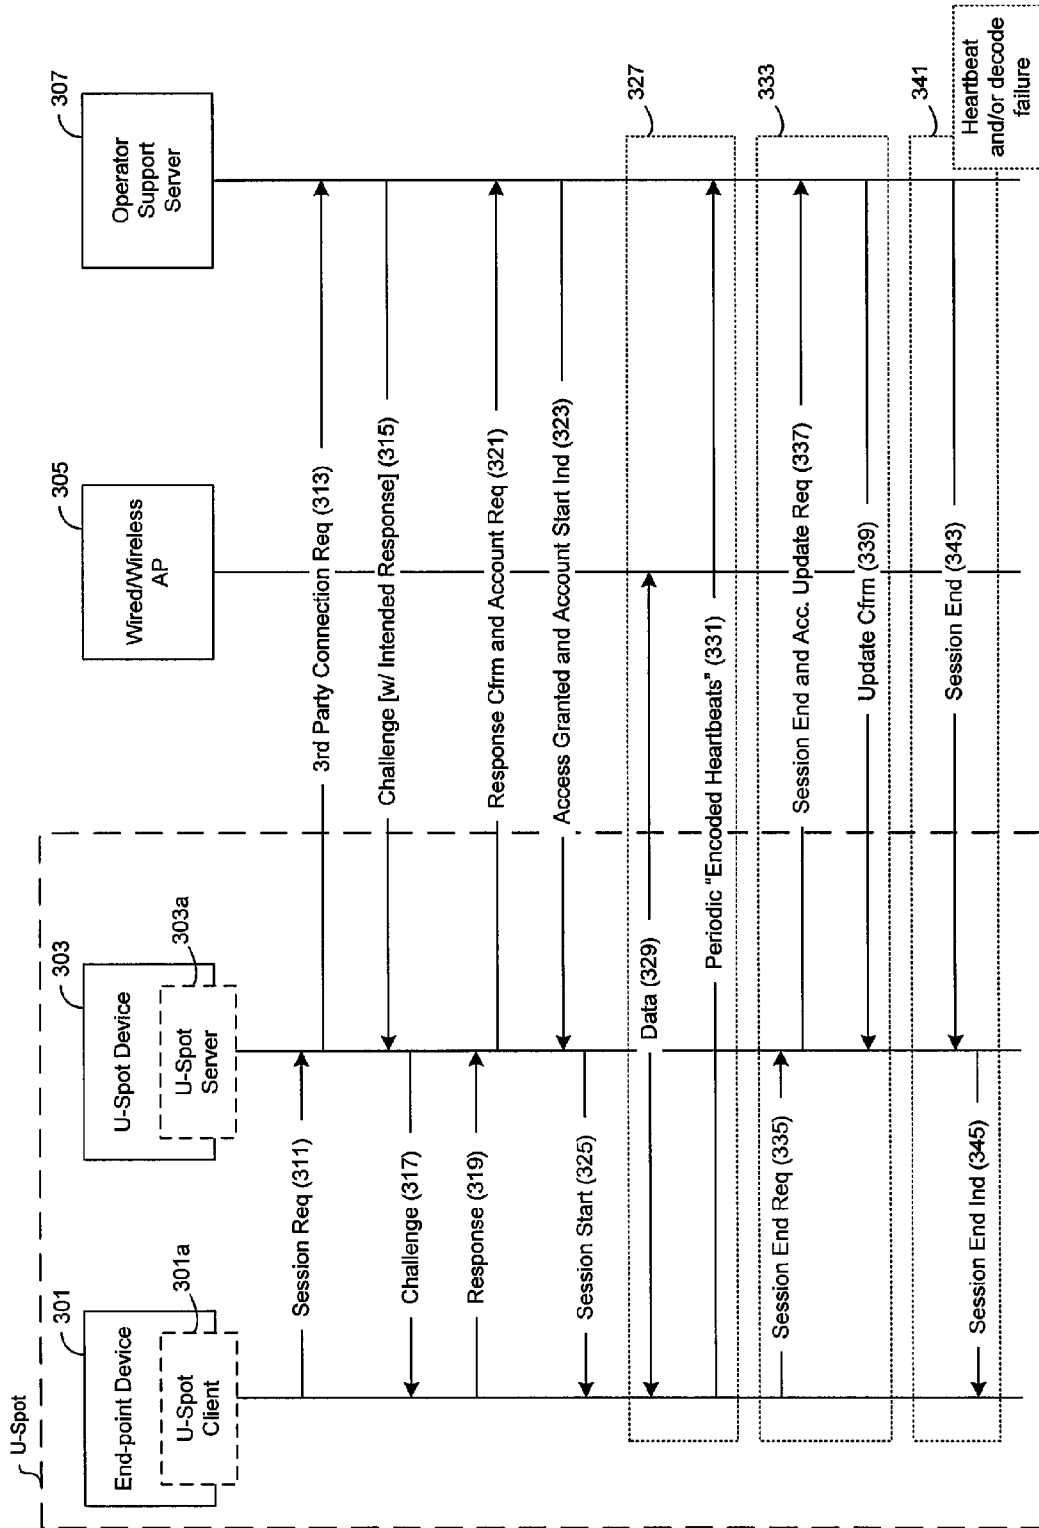 U-Spot
301
End-point Device
301a
U-Spot
Client
303
U-Spot Device
303a
U-Spot
Server
305
Wired/Wireless
AP
307
Operator
Support
Server
Session Req (311)
3rd Party Connection Req (313)
Challenge [w/ Intended Response] (315)
Challenge (317)
Response (319)
Response Cfrm and Account Req (321)
Access Granted and Account Start Ind (323)
Session Start (325)
327
Data (329)
Periodic “Encoded Heartbeats” (331)
333
Session End Req (335)
Session End and Acc. Update Req (337)
Update Cfrm (339)
341
Heartbeat
and/or decode
failure
Session End (343)
Session End Ind (345)